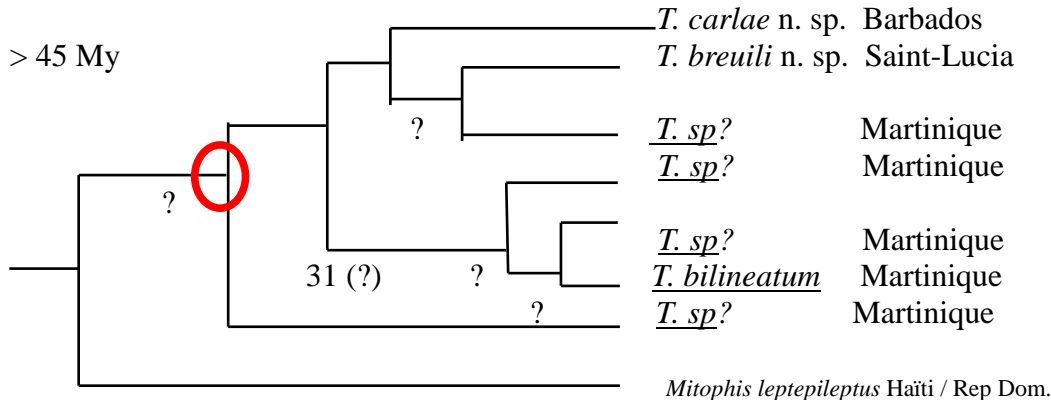 T. carlae n. sp. Barbados
> 45 My
T. breuili n. sp. Saint-Lucia
?
T. sp? Martinique
T. sp? Martinique
?
T. sp? Martinique
31 (?)
?
T. bilineatum Martinique
?
T. sp? Martinique
Mitophis leptepileptus Haïti / Rep Dom.